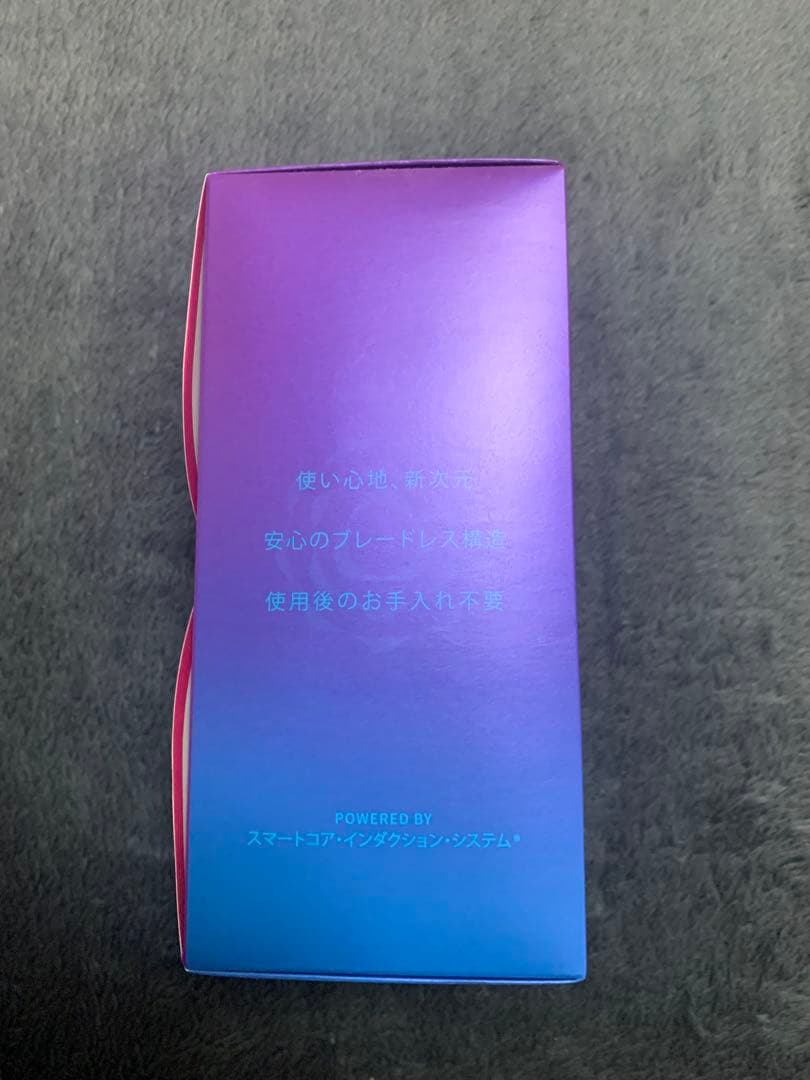 使い心地、新次元
安心のブレードレス構造
使用後のお手入れ不要
POWERED BY
スマートコア・インダクション・システム®